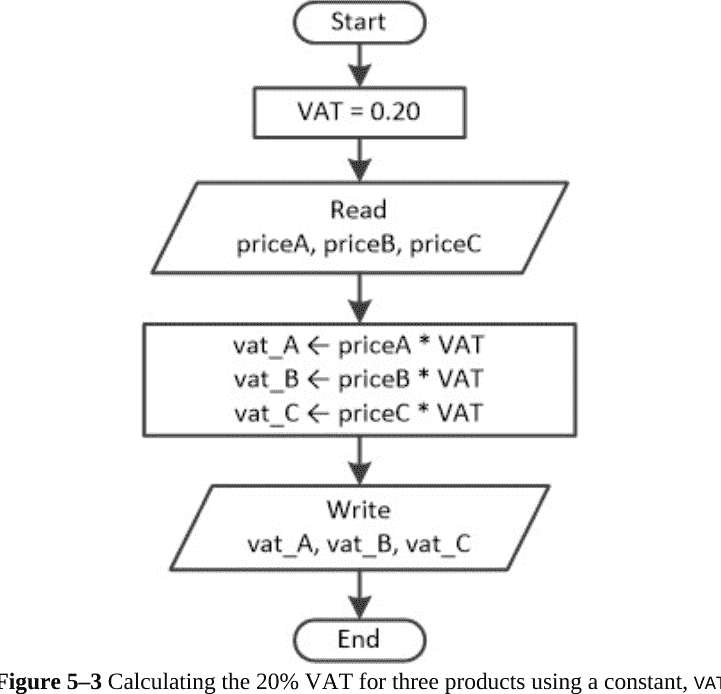 Start
VAT = 0.20
Read
priceA, priceB, priceC
vat_A ← priceA * VAT
vat_B ← priceB * VAT
vat_C ← priceC * VAT
Write
vat_A, vat_B, vat_C
End
Figure 5–3 Calculating the 20% VAT for three products using a constant, VAT